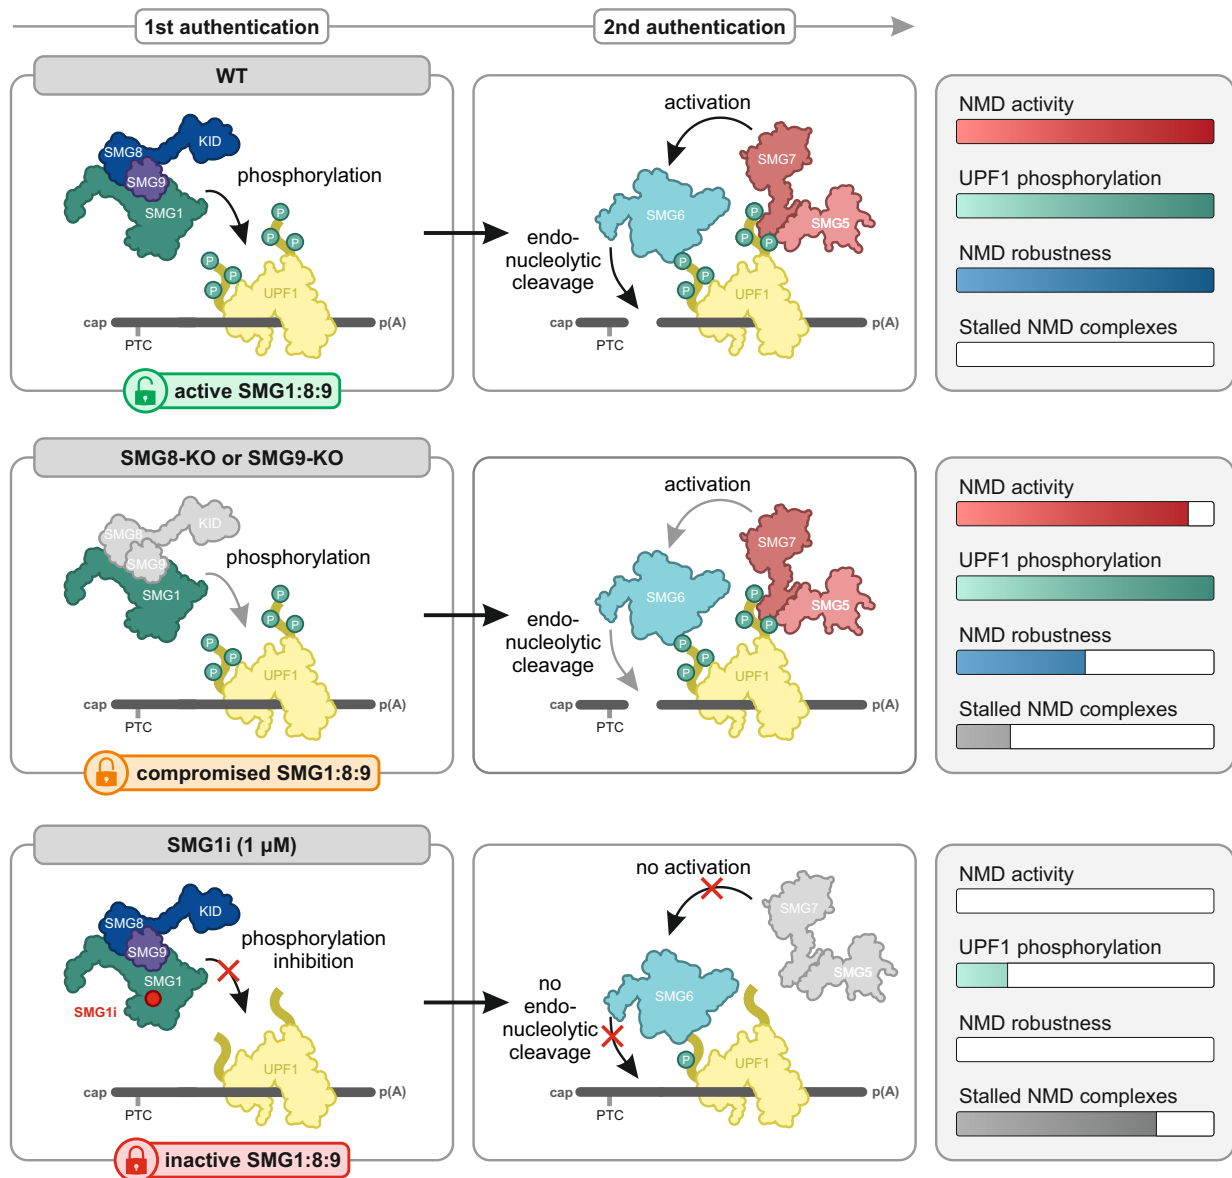 1st authentication
2nd authentication
WT
SMG8
KID
SMG9
SMG1
phosphorylation
P
P
P
P
P
UPF1
cap
p(A)
PTC
active SMG1:8:9
activation
SMG7
SMG6
SMG5
P
P
P
P
P
endo-
nucleolytic
cleavage
UPF1
cap
p(A)
PTC
NMD activity
UPF1 phosphorylation
NMD robustness
Stalled NMD complexes
SMG8-KO or SMG9-KO
SMG8
KID
SMG9
SMG1
phosphorylation
P
P
P
P
P
UPF1
cap
p(A)
PTC
compromised SMG1:8:9
activation
SMG7
SMG6
SMG5
P
P
P
P
P
endo-
nucleolytic
cleavage
UPF1
cap
p(A)
PTC
NMD activity
UPF1 phosphorylation
NMD robustness
Stalled NMD complexes
SMG1i (1 µM)
SMG8
KID
SMG9
SMG1
SMG1i
phosphorylation
inhibition
UPF1
cap
p(A)
PTC
inactive SMG1:8:9
no activation
SMG7
SMG6
SMG5
no
endo-
nucleolytic
cleavage
P
UPF1
cap
p(A)
PTC
NMD activity
UPF1 phosphorylation
NMD robustness
Stalled NMD complexes